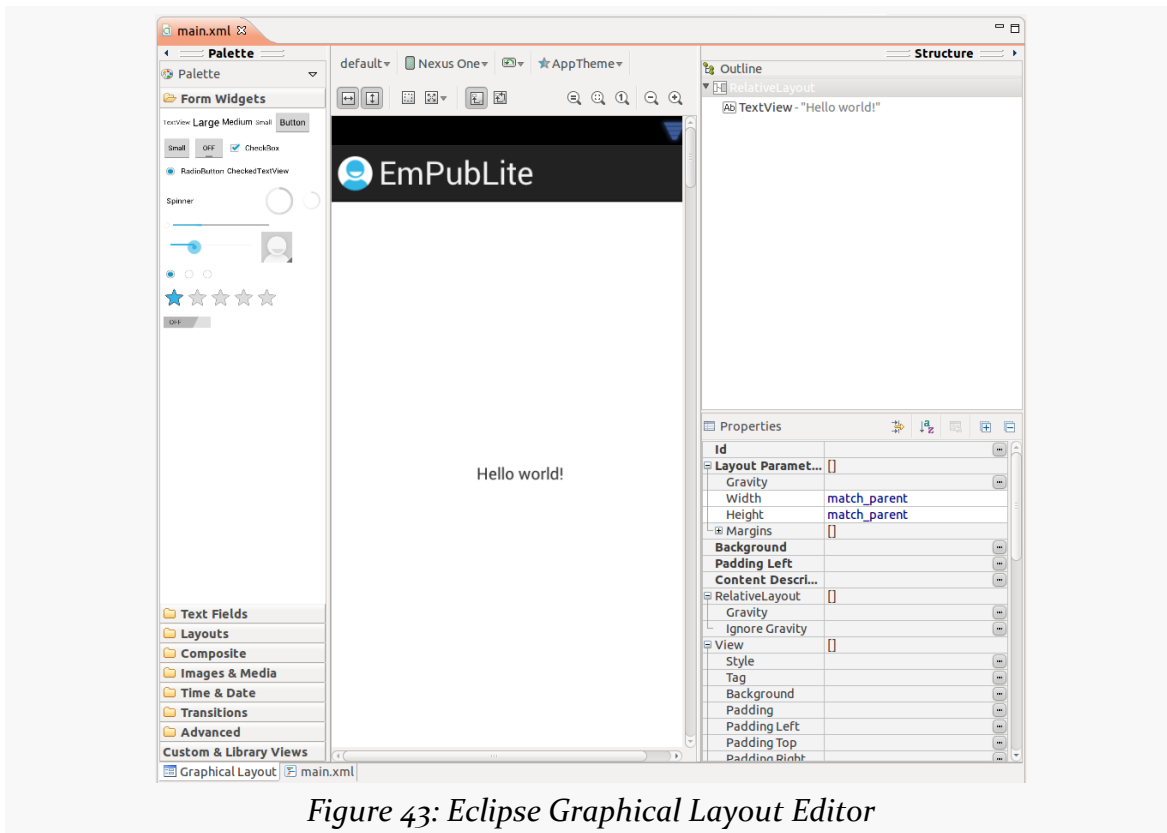 main.xml
Palette
Palette
Form Widgets
TextView Large Medium Small Button
Small OFF CheckBox
RadioButton CheckedTextView
Spinner
OFF
Text Fields
Layouts
Composite
Images & Media
Time & Date
Transitions
Advanced
Custom & Library Views
Graphical Layout main.xml
default Nexus One AppTheme
EmPubLite
Hello world!
Structure
Outline
RelativeLayout
Ab TextView - "Hello world!"
Properties
Id
Layout Paramet... []
Gravity
Width match_parent
Height match_parent
Margins []
Background
Padding Left
Content Descri...
RelativeLayout []
Gravity
Ignore Gravity
View []
Style
Tag
Background
Padding
Padding Left
Padding Top
Padding Right
Figure 43: Eclipse Graphical Layout Editor